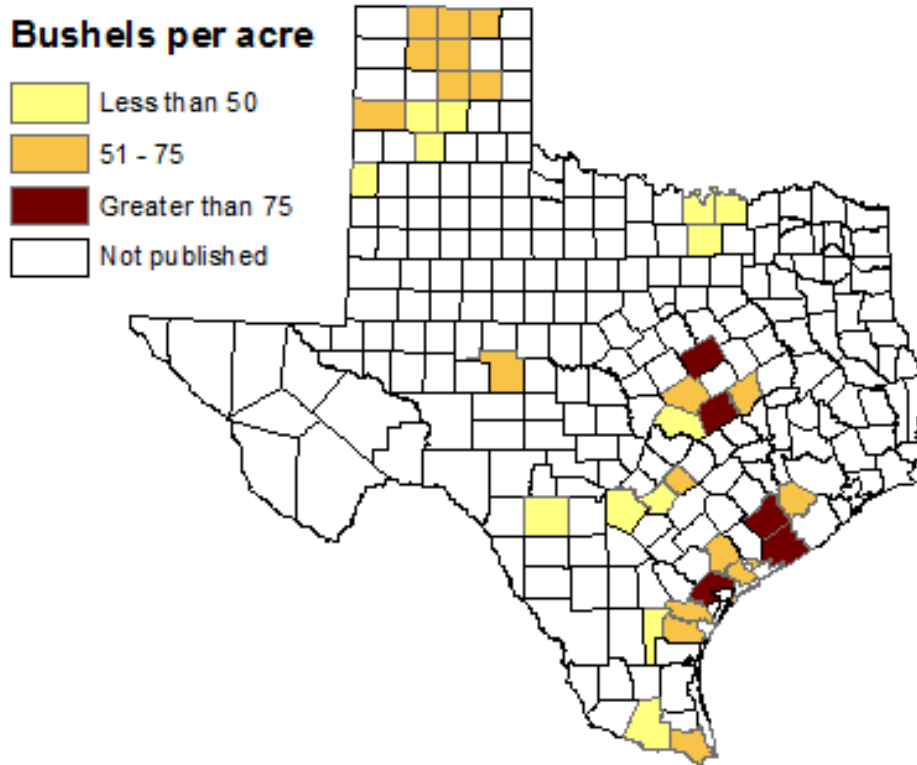 Bushels per acre
Less than 50
51 - 75
Greater than 75
Not published